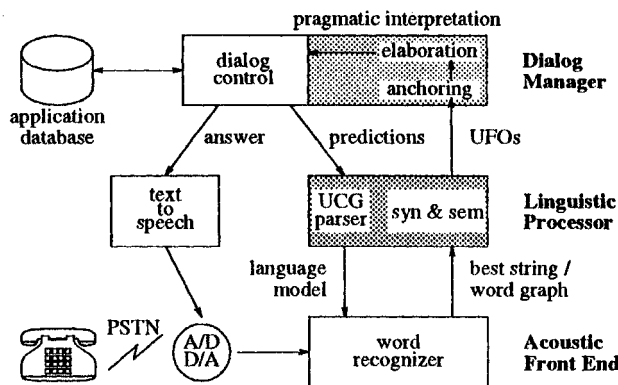 pragmatic interpretation
dialog
control
elaboration
anchoring
Dialog
Manager
application
database
answer
predictions
UFOs
text
to
speech
UCG
parser
syn & sem
Linguistic
Processor
language
model
best string /
word graph
PSTN
A/D
D/A
word
recognizer
Acoustic
Front End